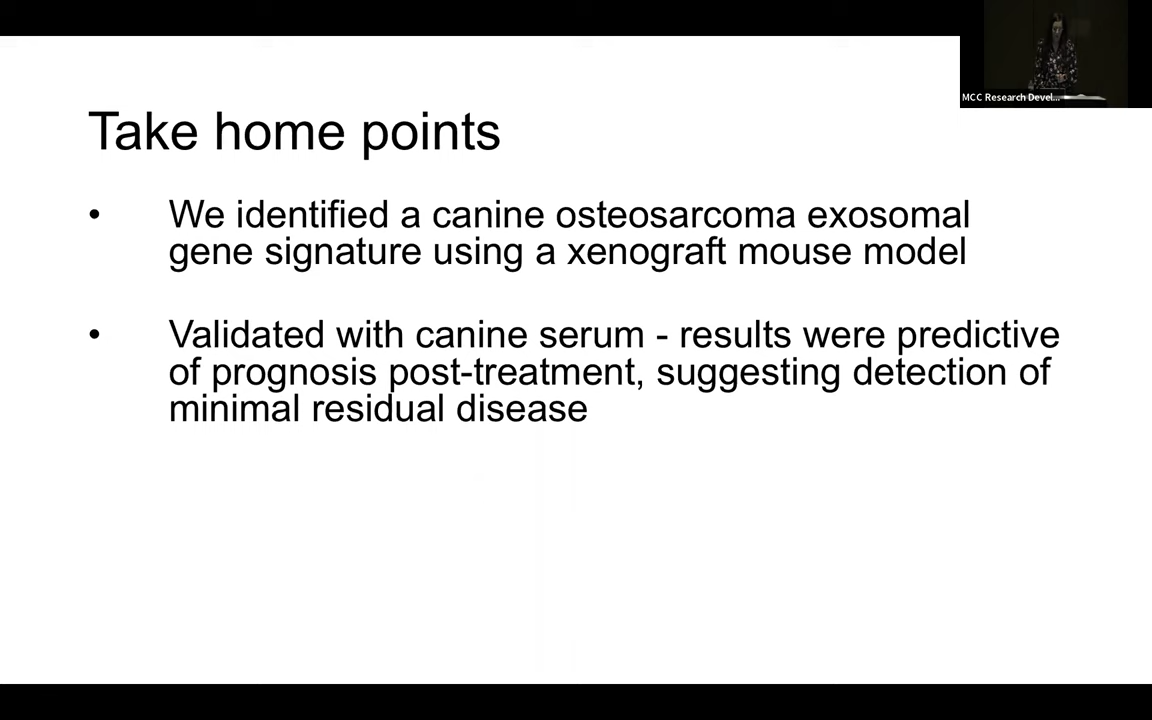 MCC Research Devel...
Take home points
• We identified a canine osteosarcoma exosomal
gene signature using a xenograft mouse model
• Validated with canine serum - results were predictive
of prognosis post-treatment, suggesting detection of
minimal residual disease